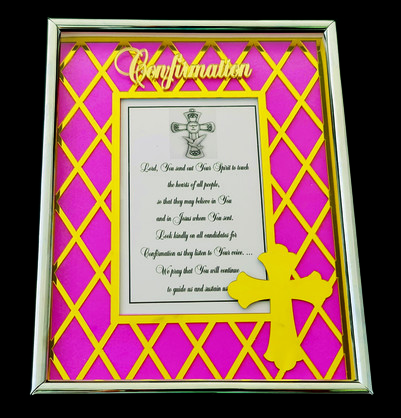 Confirmation
Lord, You send out Your Spirit to touch
the hearts of all people,
so that they may believe in You
and in Jesus whom You sent.
Look kindly on all candidates for
Confirmation as they listen to Your voice. ....
We pray that You will continue
to guide us and sustain us